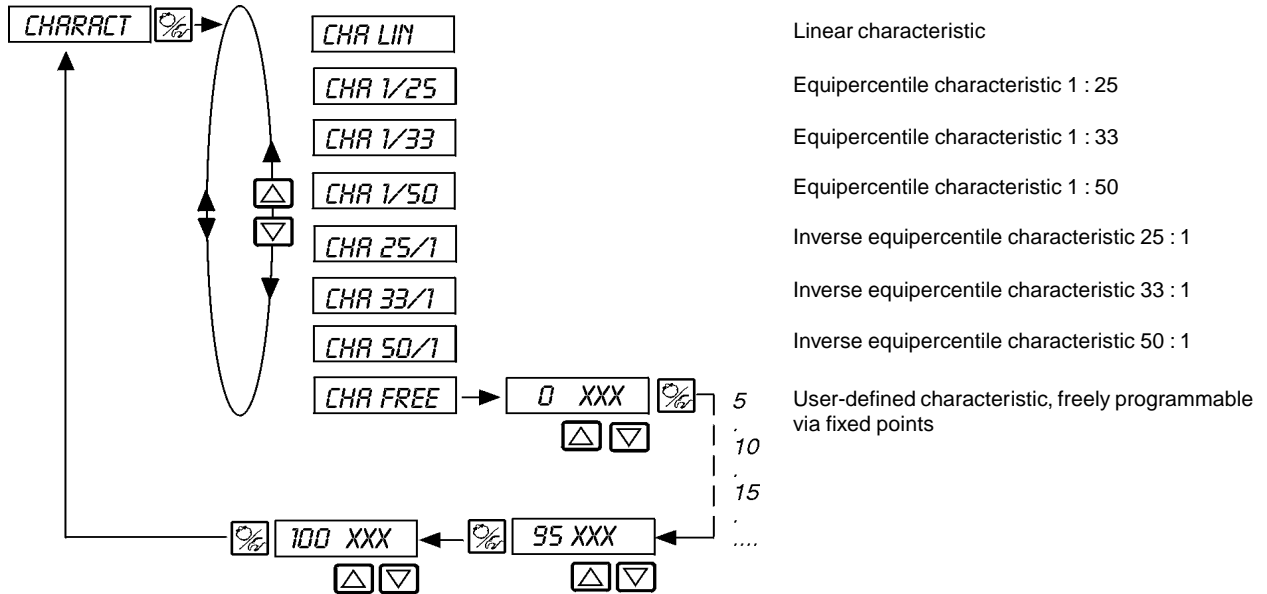 CHARACT
CHA LIN Linear characteristic
CHA 1/25 Equipercentile characteristic 1 : 25
CHA 1/33 Equipercentile characteristic 1 : 33
CHA 1/50 Equipercentile characteristic 1 : 50
CHA 25/1 Inverse equipercentile characteristic 25 : 1
CHA 33/1 Inverse equipercentile characteristic 33 : 1
CHA 50/1 Inverse equipercentile characteristic 50 : 1
CHA FREE 0 XXX 5 User-defined characteristic, freely programmable
. via fixed points
10
.
15
.
100 XXX 95 XXX ....